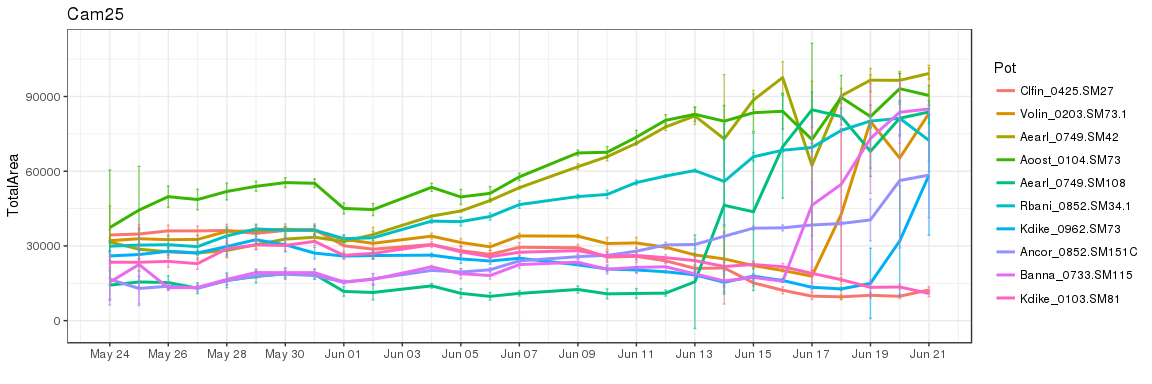 Cam25
TotalArea
90000
60000
30000
0
May 24 May 26 May 28 May 30 Jun 01 Jun 03 Jun 05 Jun 07 Jun 09 Jun 11 Jun 13 Jun 15 Jun 17 Jun 19 Jun 21
Pot
Clfin_0425.SM27
Volin_0203.SM73.1
Aearl_0749.SM42
Aoost_0104.SM73
Aearl_0749.SM108
Rbani_0852.SM34.1
Kdike_0962.SM73
Ancor_0852.SM151C
Banna_0733.SM115
Kdike_0103.SM81